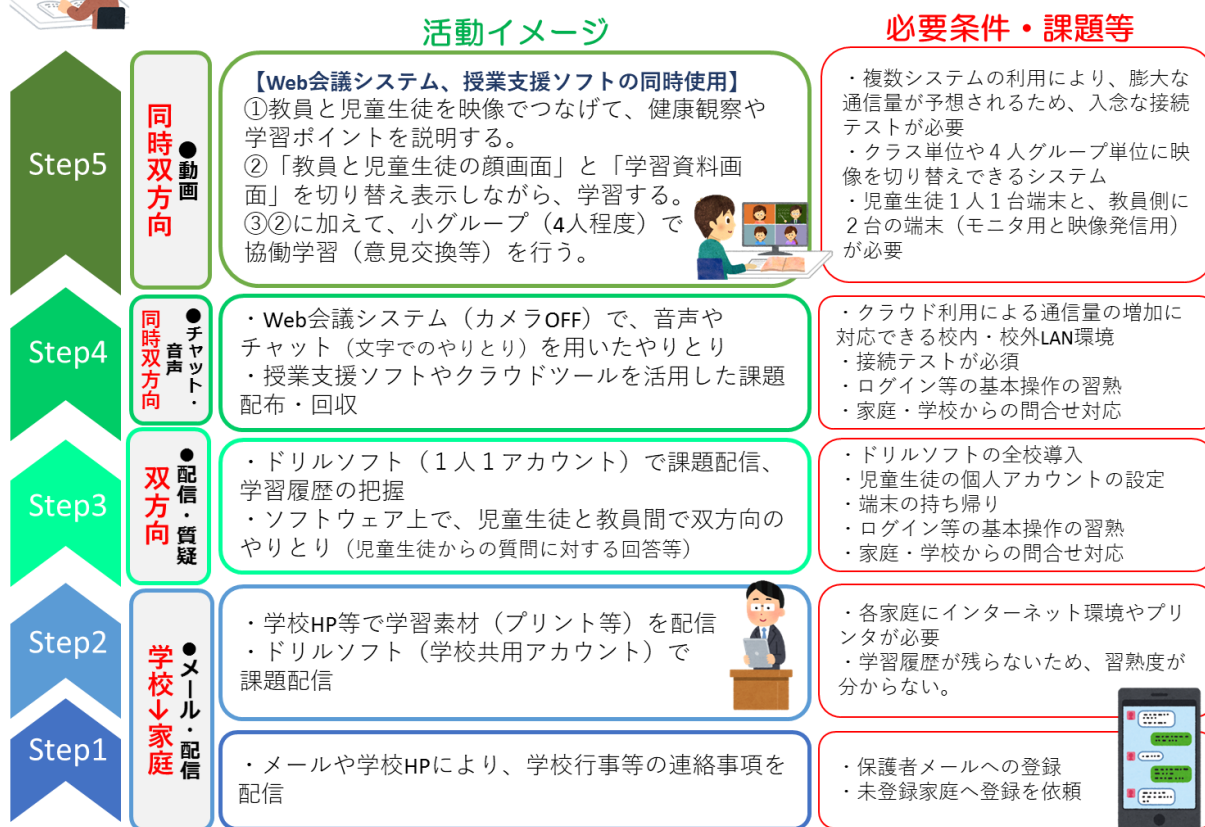 活動イメージ
必要条件・課題等
Step5
同時双方向
●動画
【Web会議システム、授業支援ソフトの同時使用】
①教員と児童生徒を映像でつなげて、健康観察や
学習ポイントを説明する。
②「教員と児童生徒の顔画面」と「学習資料画
面」を切り替え表示しながら、学習する。
③②に加えて、小グループ（4人程度）で
協働学習（意見交換等）を行う。
・複数システムの利用により、膨大な
通信量が予想されるため、入念な接続
テストが必要
・クラス単位や４人グループ単位に映
像を切り替えできるシステム
・児童生徒１人１台端末と、教員側に
２台の端末（モニタ用と映像発信用）
が必要
Step4
同時双方向
●チャット・
音声
・Web会議システム（カメラOFF）で、音声や
チャット（文字でのやりとり）を用いたやりとり
・授業支援ソフトやクラウドツールを活用した課題
配布・回収
・クラウド利用による通信量の増加に
対応できる校内・校外LAN環境
・接続テストが必須
・ログイン等の基本操作の習熟
・家庭・学校からの問合せ対応
Step3
双方向
●配信・質疑
・ドリルソフト（１人１アカウント）で課題配信、
学習履歴の把握
・ソフトウェア上で、児童生徒と教員間で双方向の
やりとり（児童生徒からの質問に対する回答等）
・ドリルソフトの全校導入
・児童生徒の個人アカウントの設定
・端末の持ち帰り
・ログイン等の基本操作の習熟
・家庭・学校からの問合せ対応
Step2
学校↓家庭
●メール・配信
・学校HP等で学習素材（プリント等）を配信
・ドリルソフト（学校共用アカウント）で
課題配信
・各家庭にインターネット環境やプリ
ンタが必要
・学習履歴が残らないため、習熟度が
分からない。
Step1
・メールや学校HPにより、学校行事等の連絡事項を
配信
・保護者メールへの登録
・未登録家庭へ登録を依頼